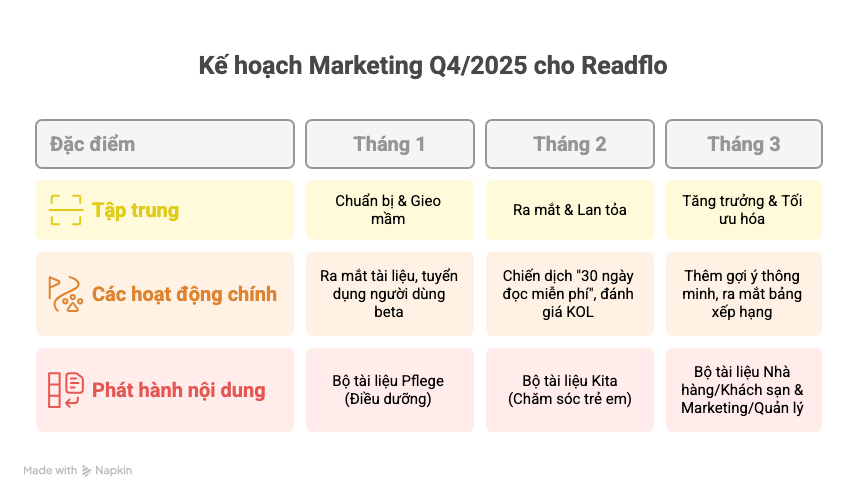 Kế hoạch Marketing Q4/2025 cho Readflo
Đặc điểm
Tháng 1
Tháng 2
Tháng 3
Tập trung
Chuẩn bị & Gieo
mầm
Ra mắt & Lan tỏa
Tăng trưởng & Tối
ưu hóa
Các hoạt động chính
Ra mắt tài liệu, tuyển
dụng người dùng
beta
Chiến dịch "30 ngày
đọc miễn phí", đánh
giá KOL
Thêm gợi ý thông
minh, ra mắt bảng
xếp hạng
Phát hành nội dung
Bộ tài liệu Pflege
(Điều dưỡng)
Bộ tài liệu Kita
(Chăm sóc trẻ em)
Bộ tài liệu Nhà
hàng/Khách sạn &
Marketing/Quản lý
Made with Napkin